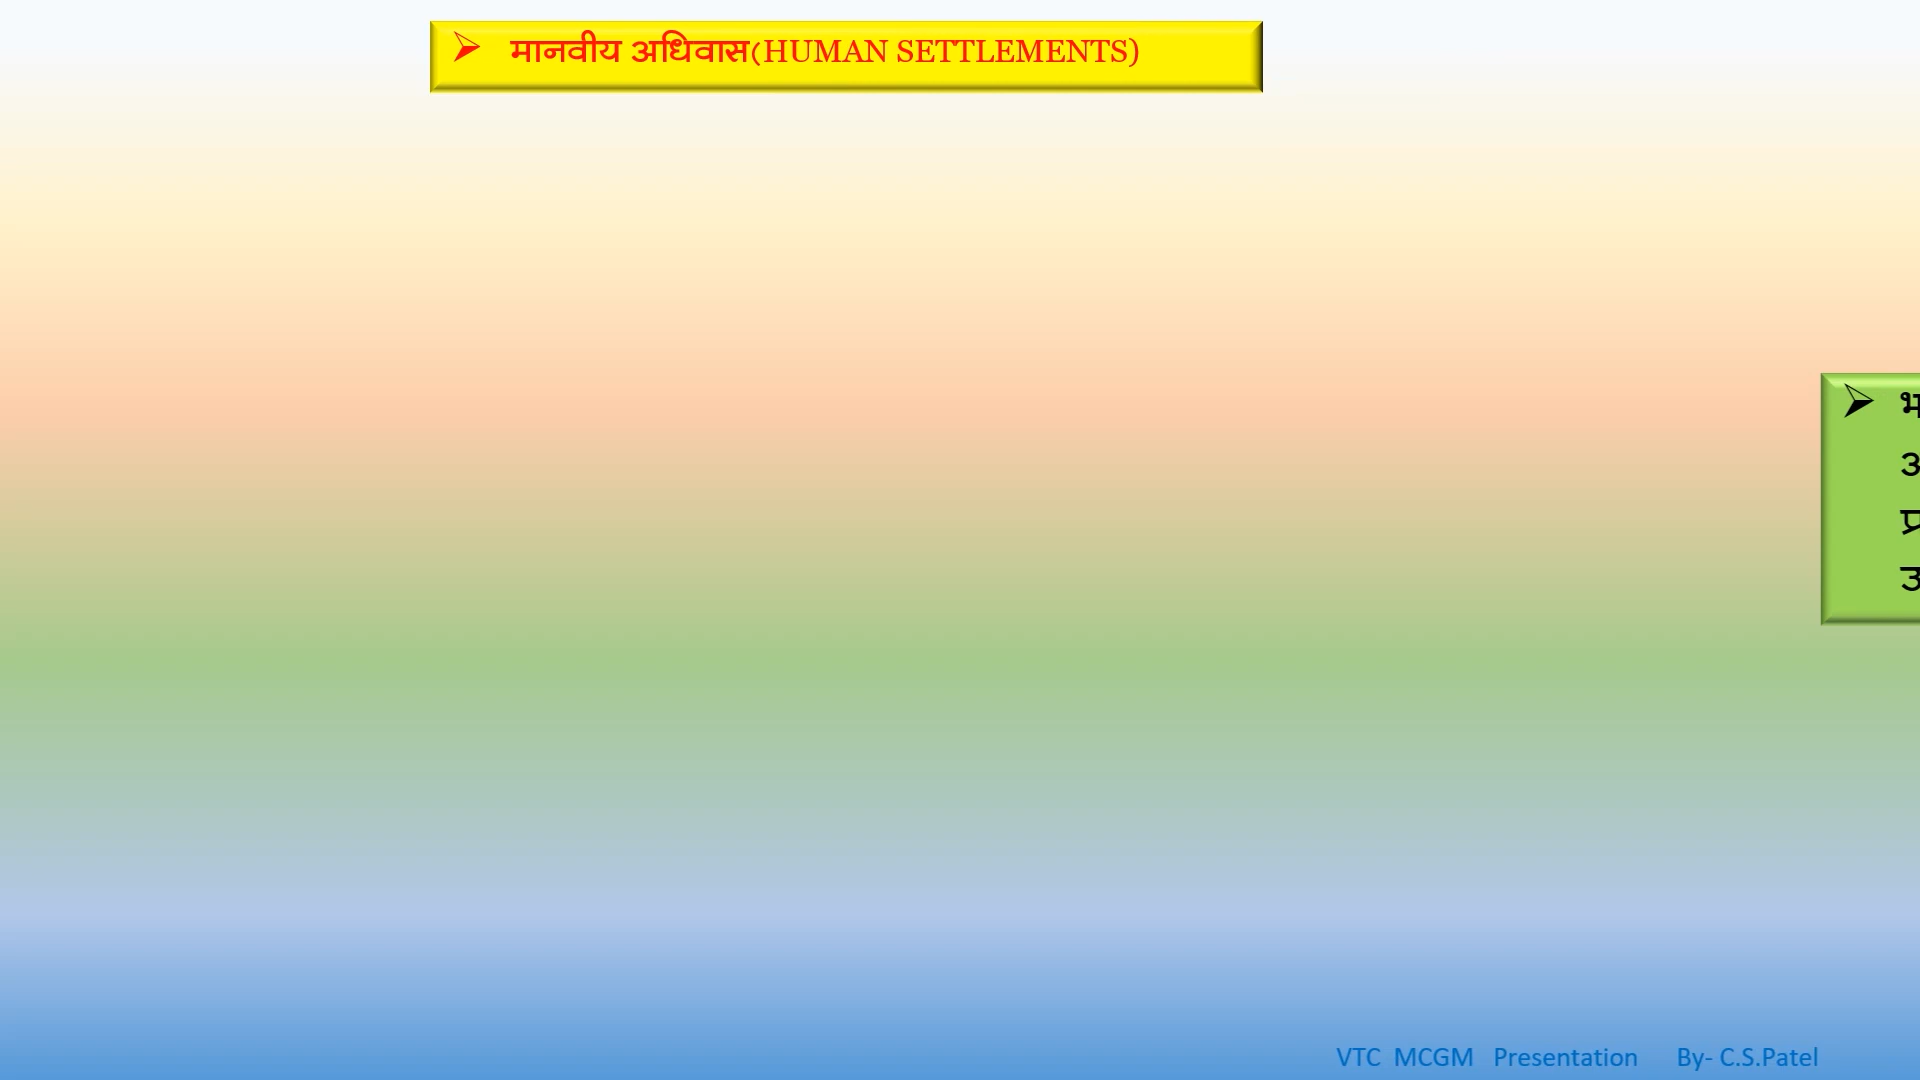 ➢ मानवीय अधिवास(HUMAN SETTLEMENTS)
➢
VTC MCGM Presentation By- C.S.Patel